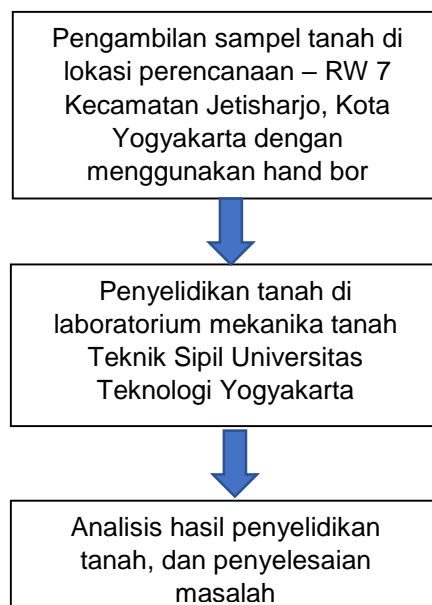 Pengambilan sampel tanah di
lokasi perencanaan – RW 7
Kecamatan Jetisharjo, Kota
Yogyakarta dengan
menggunakan hand bor
Penyelidikan tanah di
laboratorium mekanika tanah
Teknik Sipil Universitas
Teknologi Yogyakarta
Analisis hasil penyelidikan
tanah, dan penyelesaian
masalah